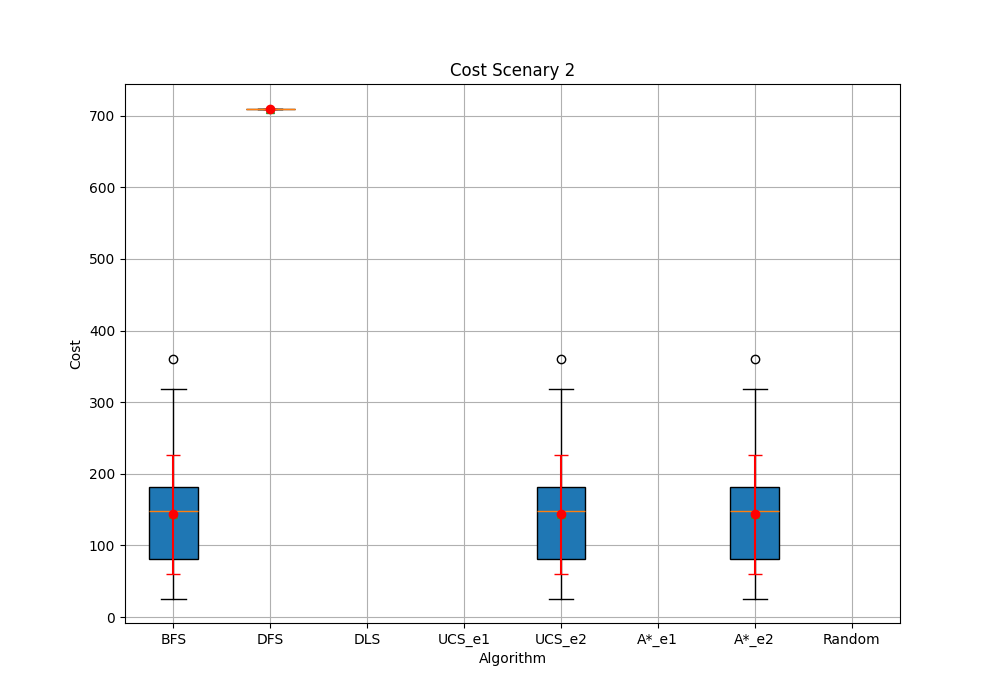 Cost Scenary 2
700
600
500
400
300
200
100
0
Cost
BFS DFS DLS UCS_e1 UCS_e2 A*_e1 A*_e2 Random
Algorithm